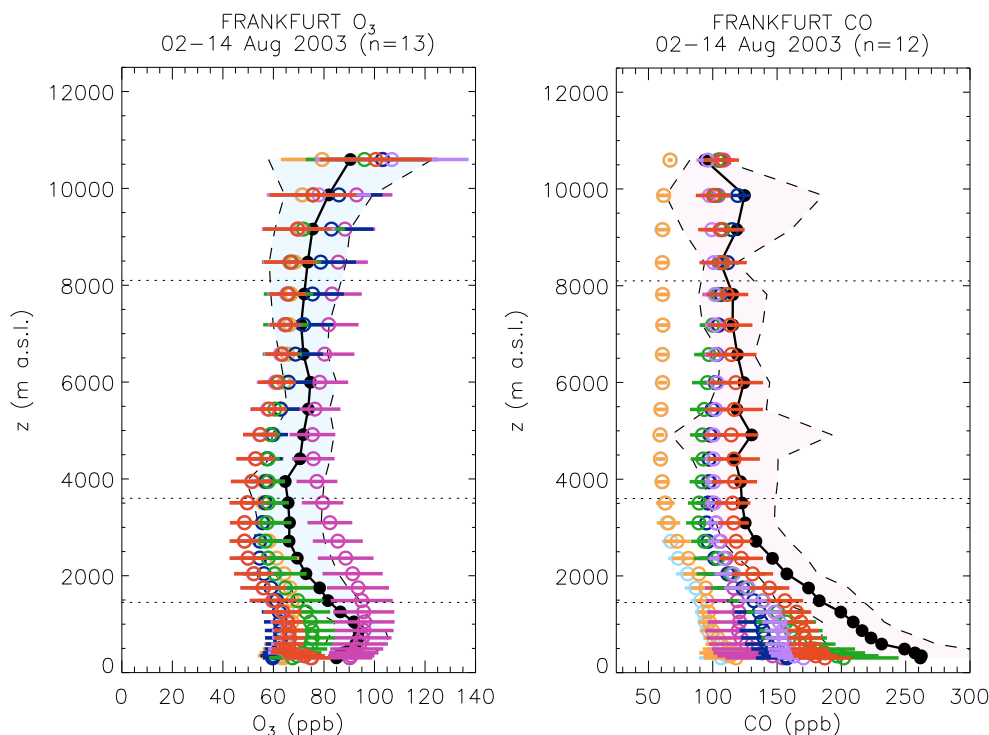 FRANKFURT O₃
02−14 Aug 2003 (n=13)
z (m a.s.l.)
12000
10000
8000
6000
4000
2000
0
0 20 40 60 80 100 120 140
O₃ (ppb)
FRANKFURT CO
02−14 Aug 2003 (n=12)
z (m a.s.l.)
12000
10000
8000
6000
4000
2000
0
50 100 150 200 250 300
CO (ppb)